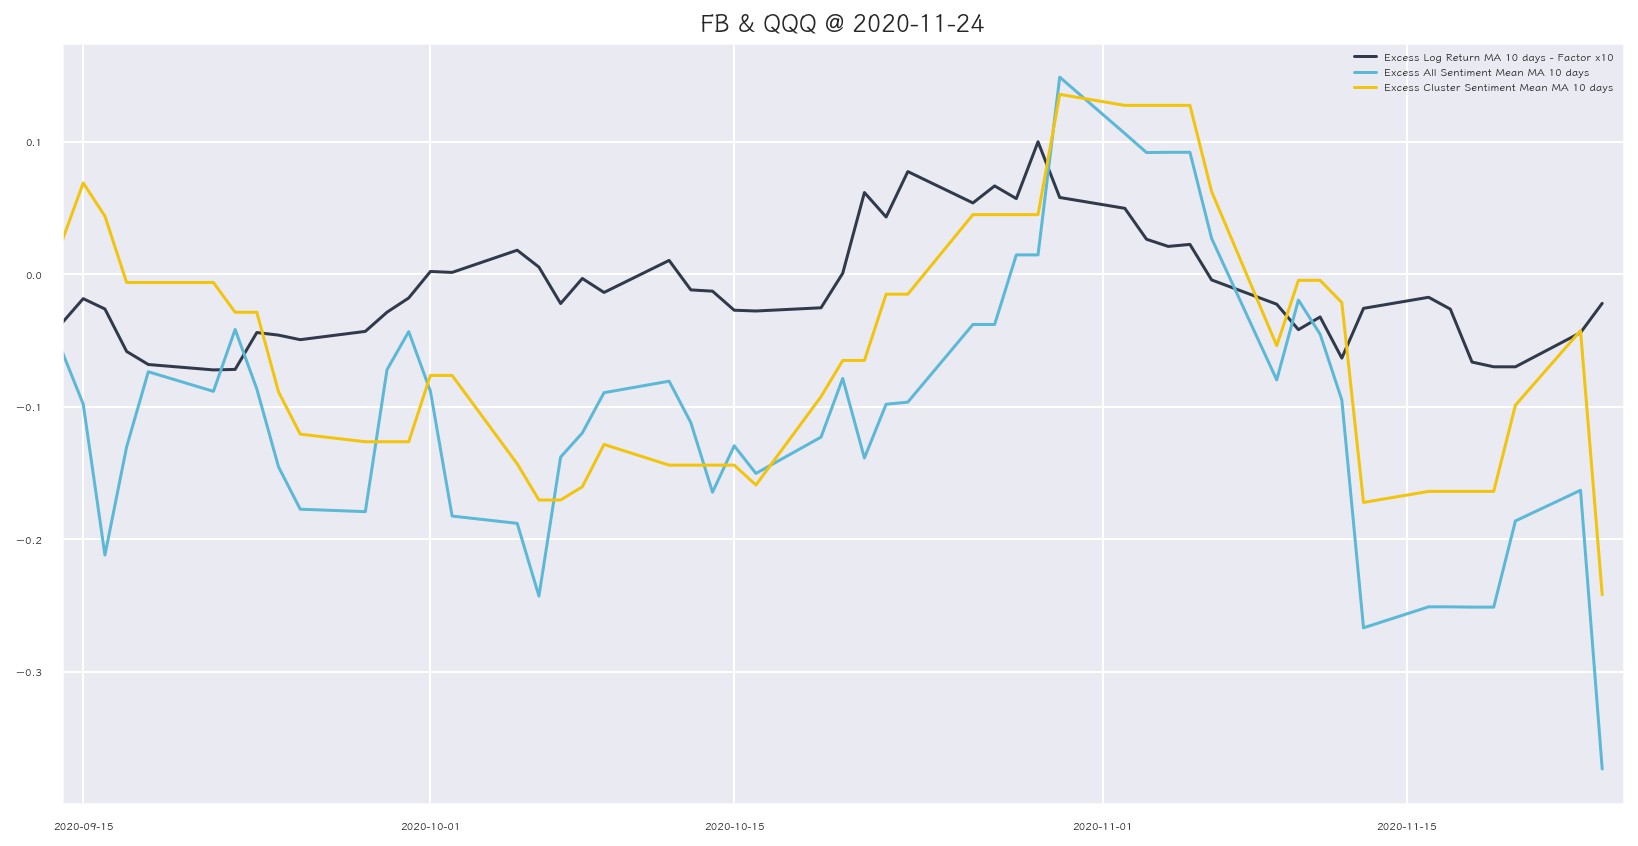 FB & QQQ @ 2020-11-24
Excess Log Return MA 10 days - Factor x10
Excess All Sentiment Mean MA 10 days
Excess Cluster Sentiment Mean MA 10 days
0.1
0.0
−0.1
−0.2
−0.3
2020-09-15
2020-10-01
2020-10-15
2020-11-01
2020-11-15